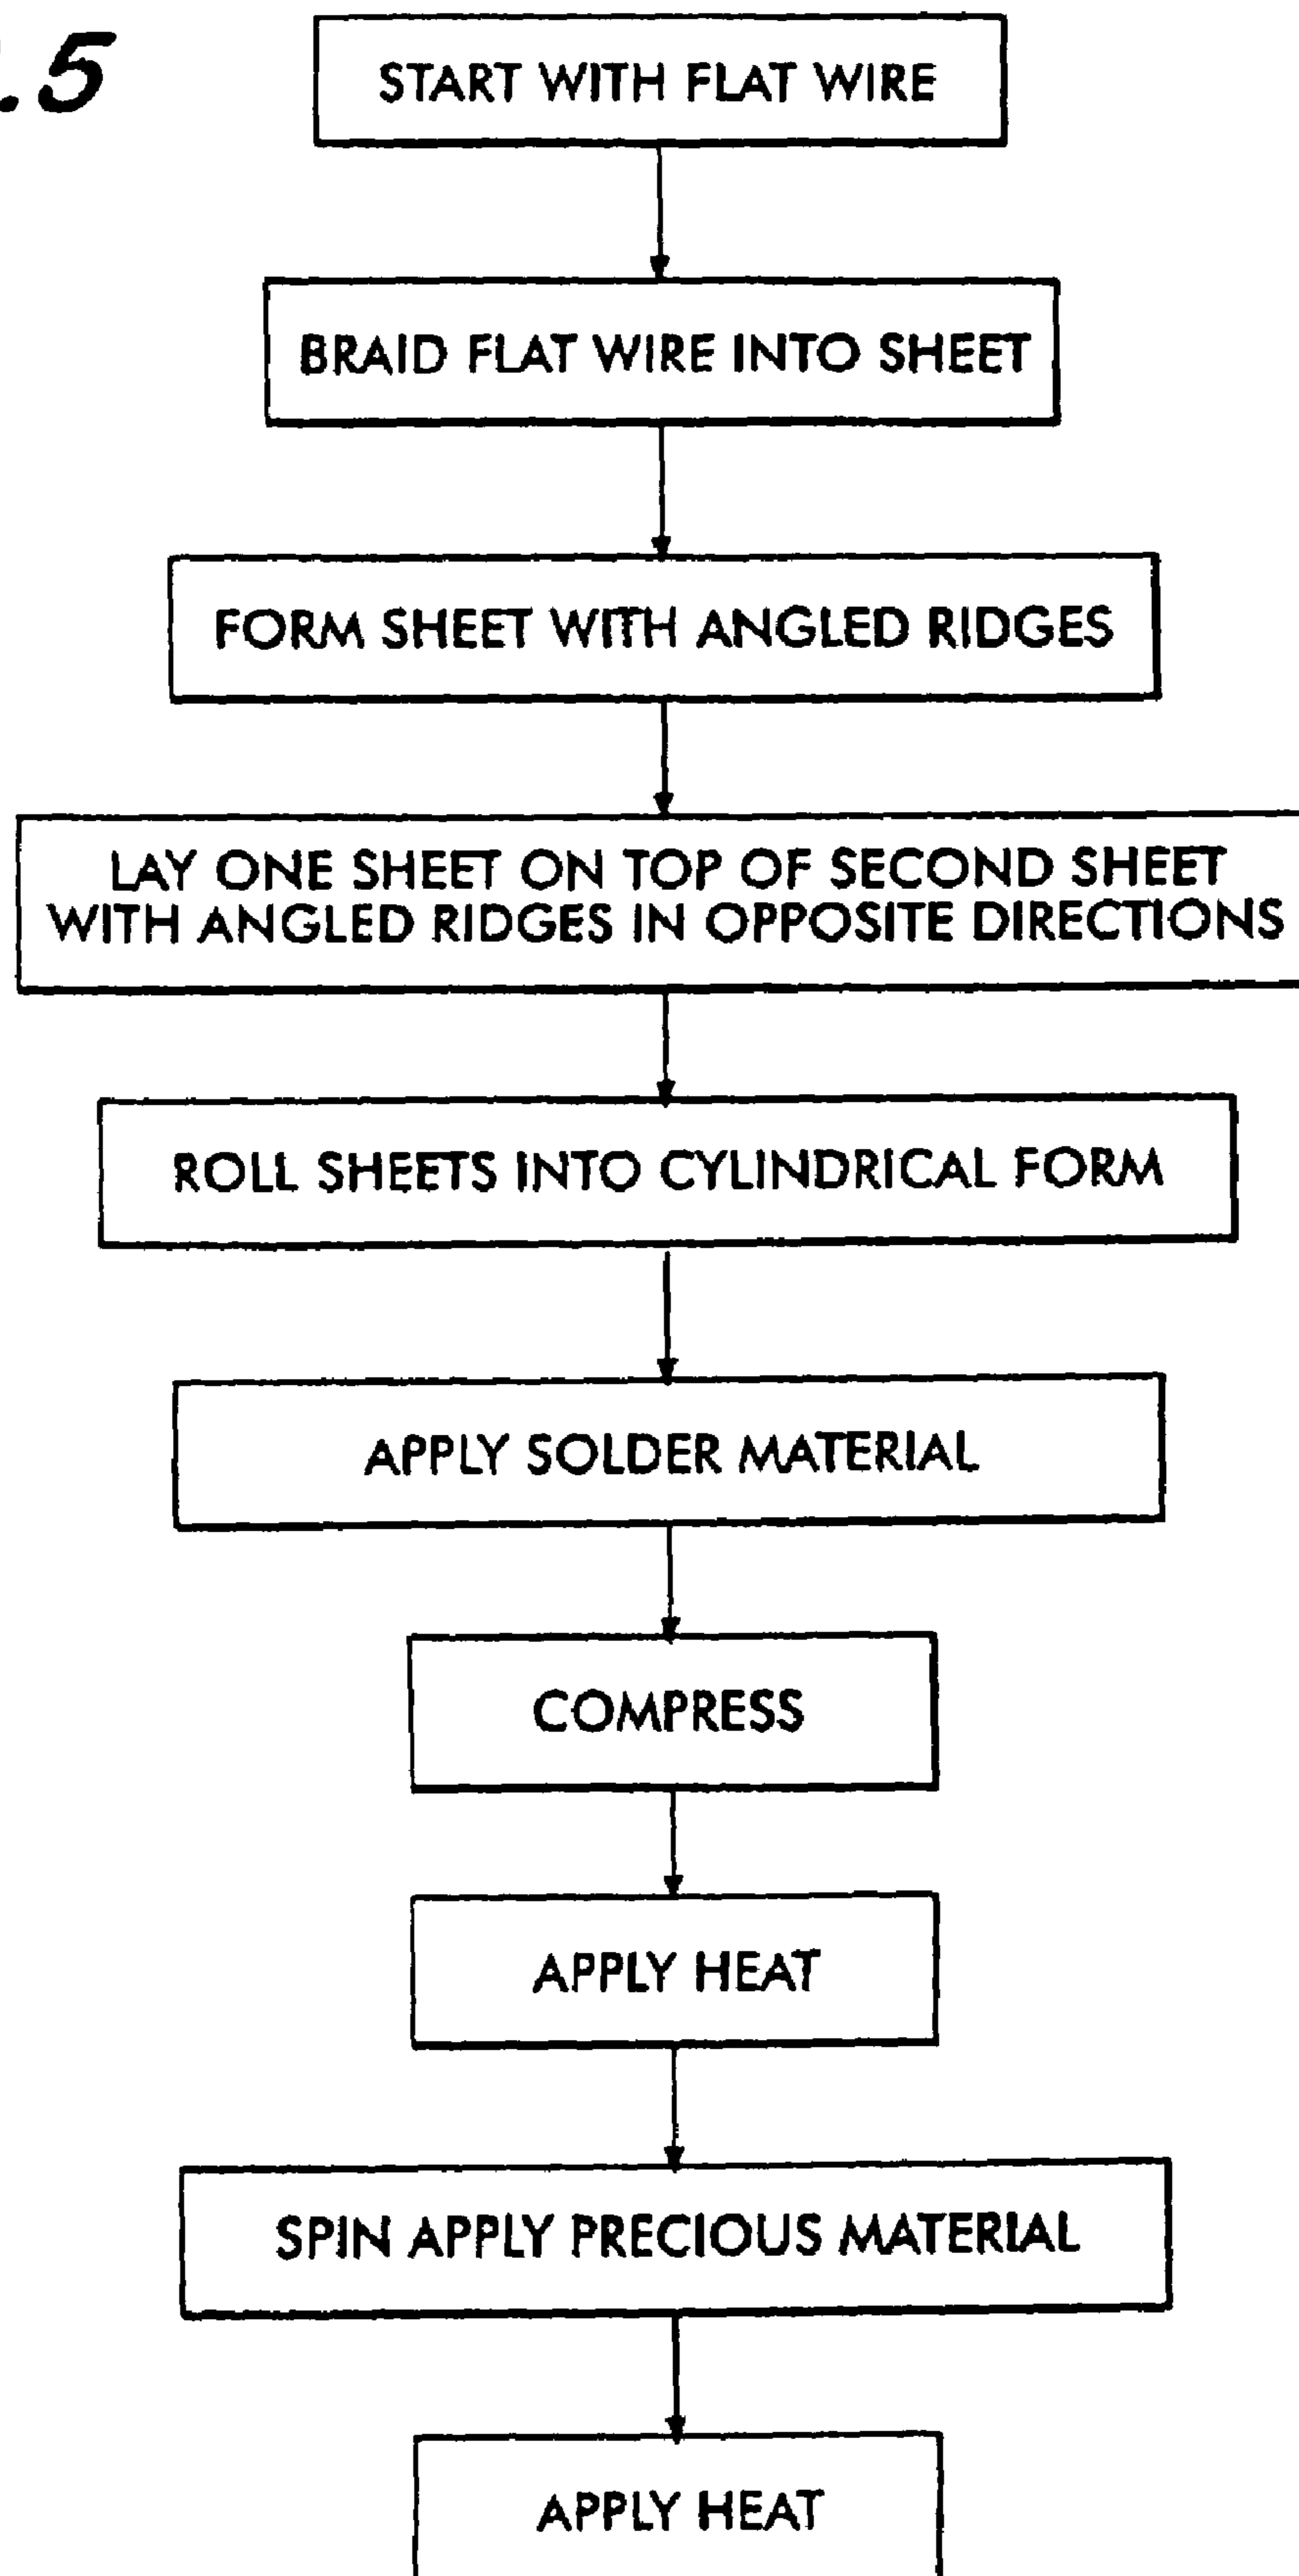 .5
START WITH FLAT WIRE
BRAID FLAT WIRE INTO SHEET
FORM SHEET WITH ANGLED RIDGES
LAY ONE SHEET ON TOP OF SECOND SHEET
WITH ANGLED RIDGES IN OPPOSITE DIRECTIONS
ROLL SHEETS INTO CYLINDRICAL FORM
APPLY SOLDER MATERIAL
COMPRESS
APPLY HEAT
SPIN APPLY PRECIOUS MATERIAL
APPLY HEAT